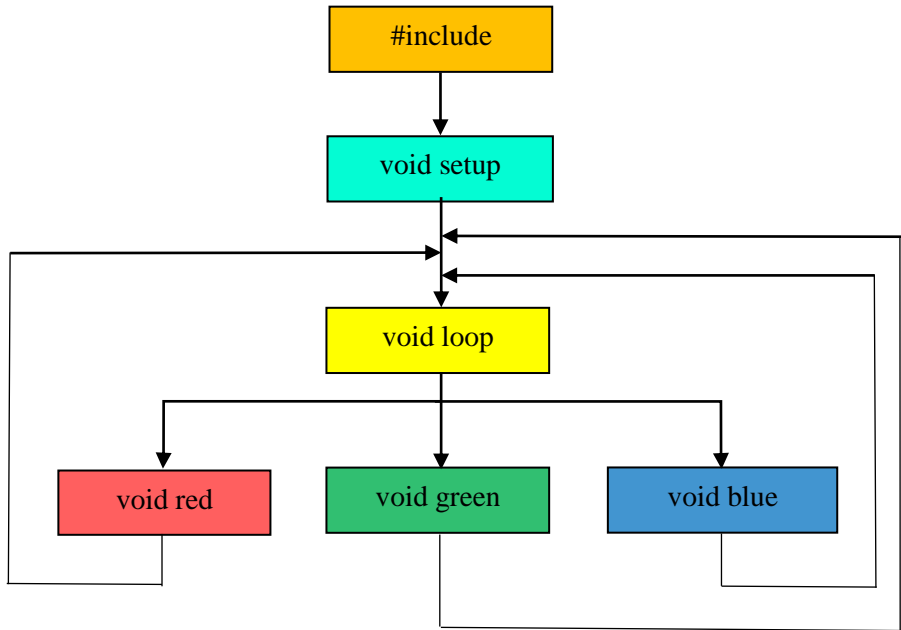 #include
void setup
void loop
void red
void green
void blue